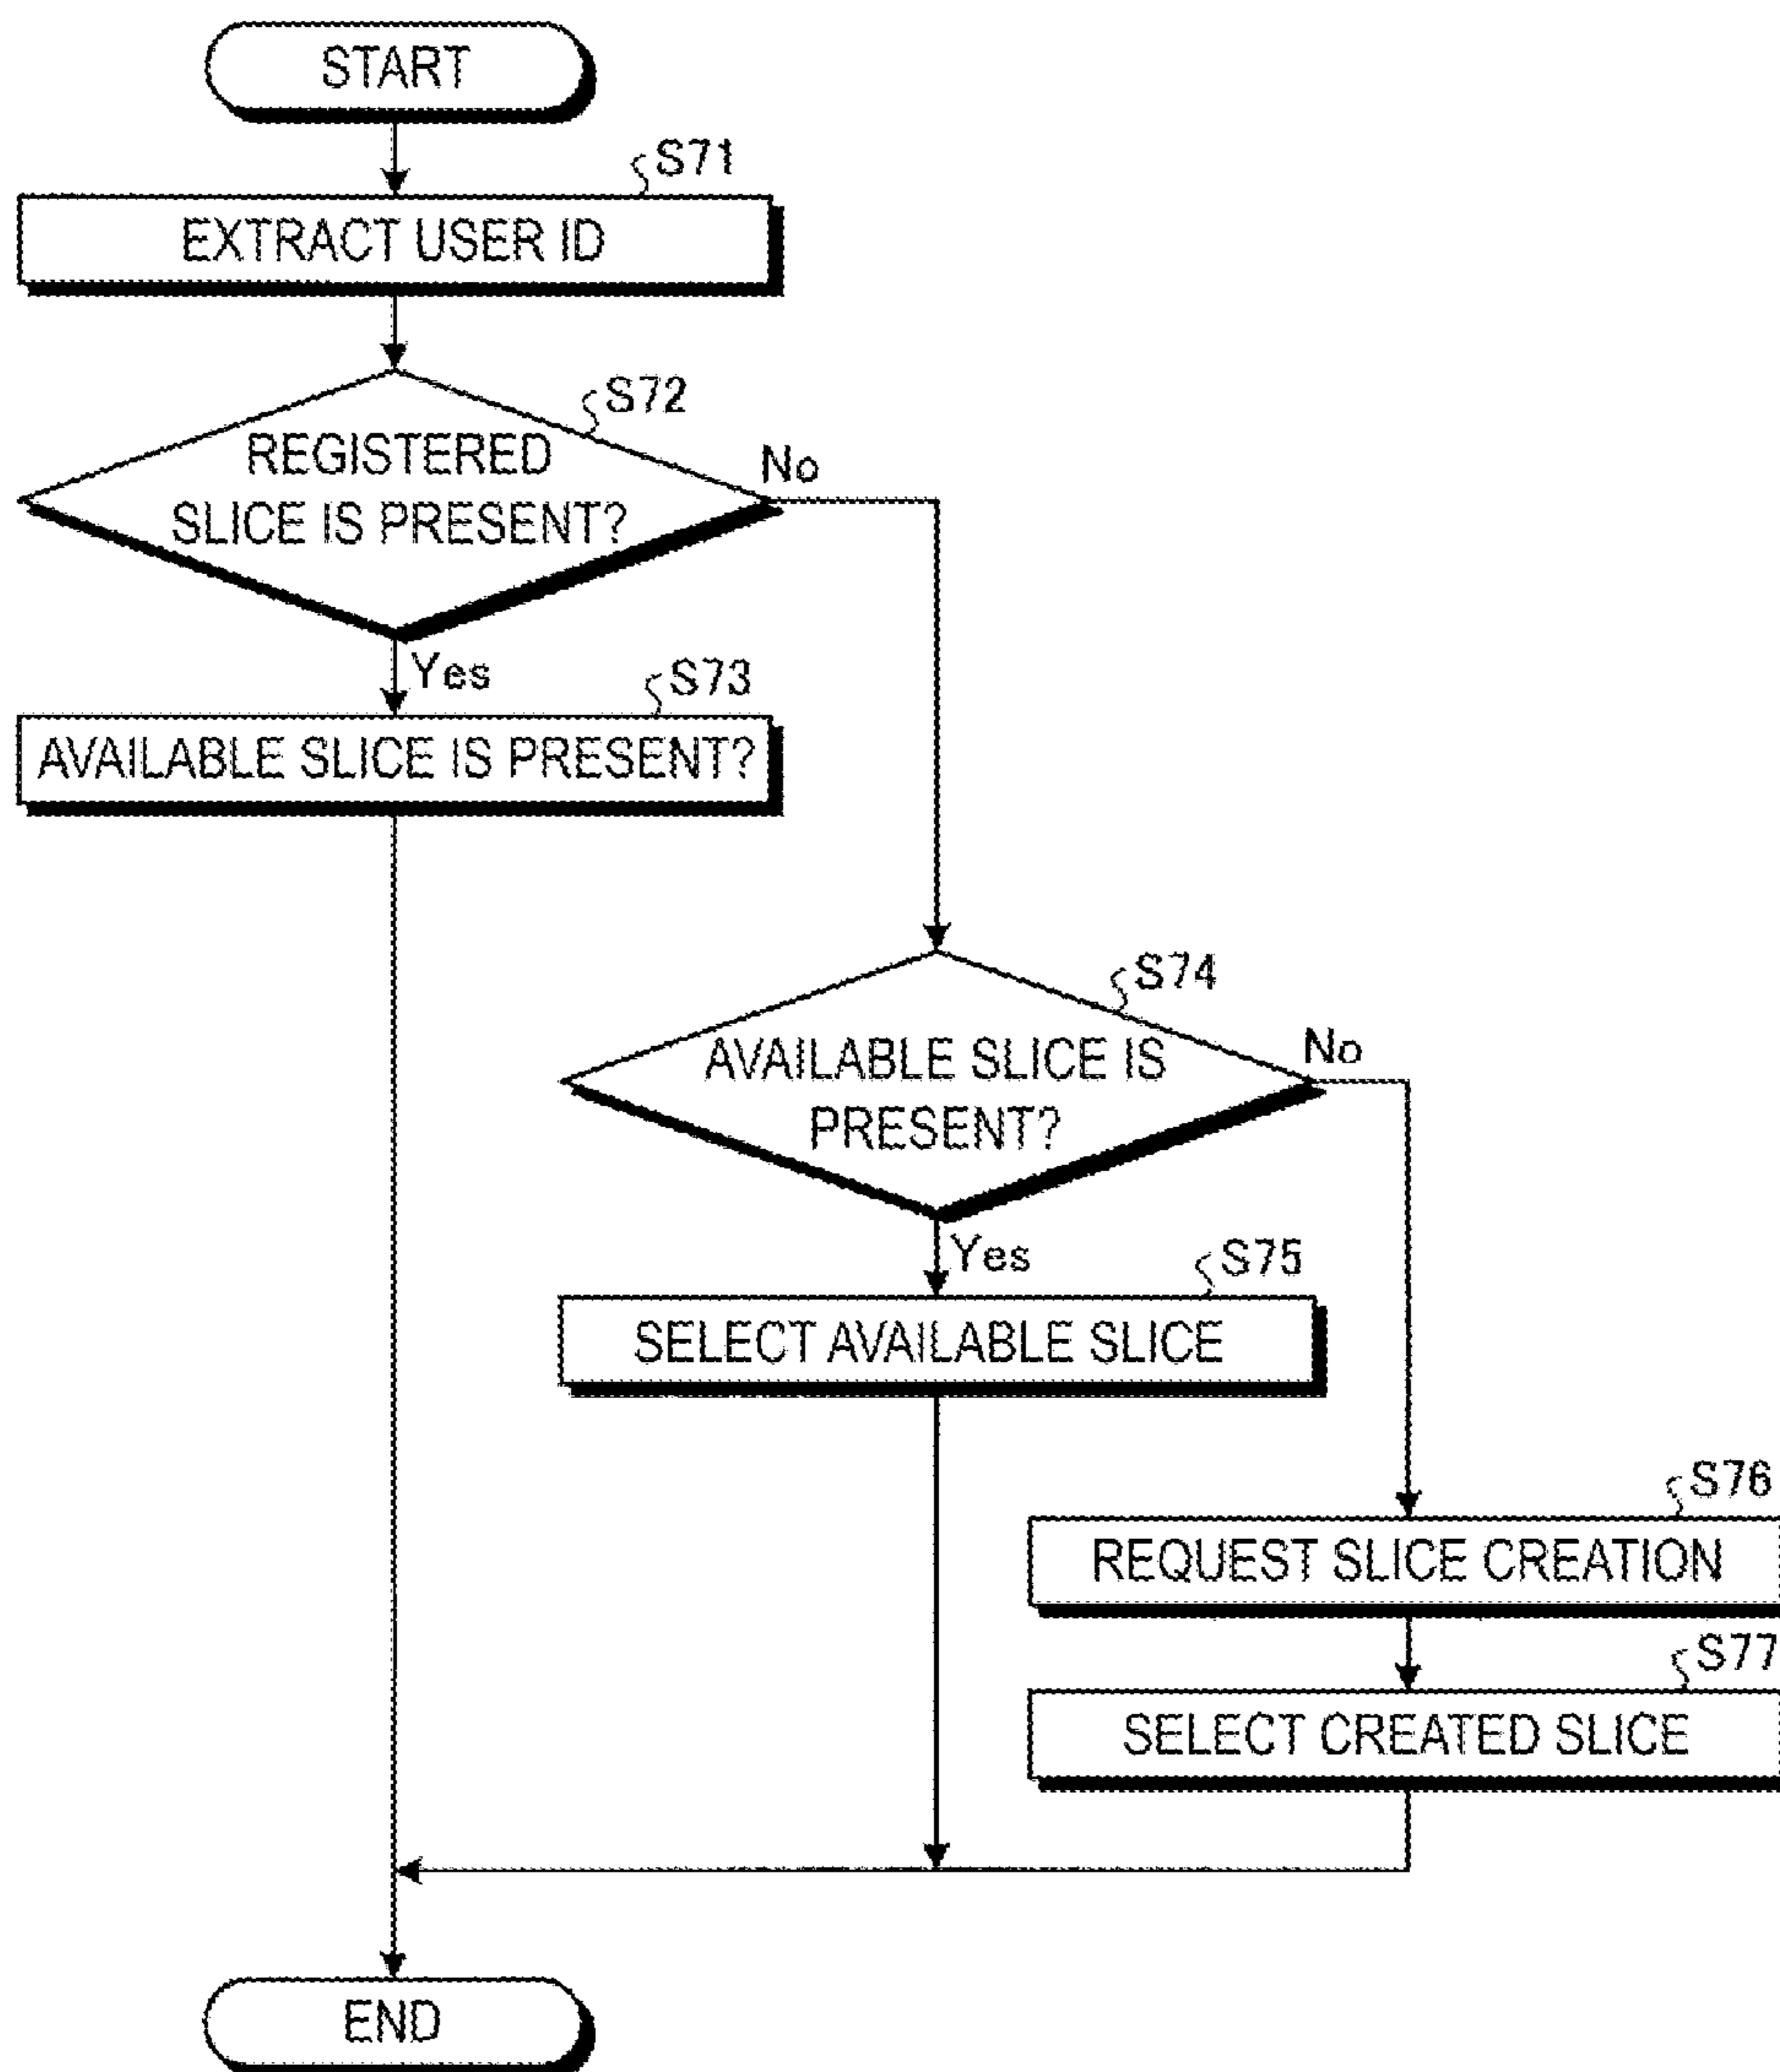 START
S71
EXTRACT USER ID
S72
REGISTERED
SLICE IS PRESENT?
No
Yes
S73
AVAILABLE SLICE IS PRESENT?
S74
AVAILABLE SLICE IS
PRESENT?
No
Yes
S75
SELECT AVAILABLE SLICE
S76
REQUEST SLICE CREATION
S77
SELECT CREATED SLICE
END